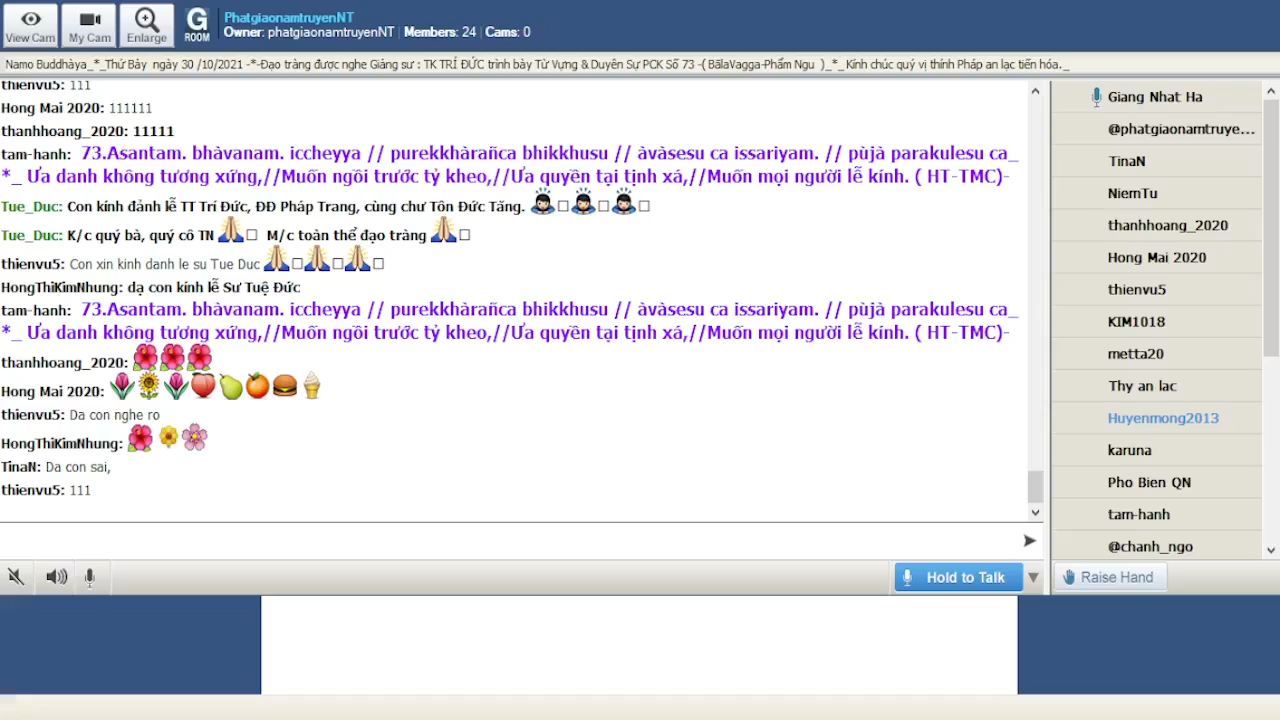 View Cam
My Cam
Enlarge
G
ROOM
PhatgiaonamtruyenNT
Owner: phatgiaonamtruyenNT | Members: 24 | Cams: 0
Namo Buddhàya_*_Thứ Bảy ngày 30 /10/2021 -*-Đạo tràng được nghe Giảng sư : TK TRÍ ĐỨC trình bày Từ Vựng & Duyên Sự PCK Số 73 -( BãlaVagga-Phẩm Ngu )_*_ Kính chúc quý vị thính Pháp an lạc tiến hóa._
thienvu5: 111
Hong Mai 2020: 111111
thanhhoang_2020: 11111
tam-hanh: 73.Asantam. bhàvanam. iccheyya // purekkhàrañca bhikkhusu // àvàsesu ca issariyam. // pùjà parakulesu ca_
*_ Ưa danh không tương xứng,//Muốn ngồi trước tỷ kheo,//Ưa quyền tại tịnh xá,//Muốn mọi người lễ kính. ( HT-TMC)-
Tue_Duc: Con kính đảnh lễ TT Trí Đức, ĐĐ Pháp Trang, cùng chư Tôn Đức Tăng.
Tue_Duc: K/c quý bà, quý cô TN M/c toàn thể đạo tràng
thienvu5: Con xin kinh danh le su Tue Duc
HongThiKimNhung: dạ con kính lễ Sư Tuệ Đức
tam-hanh: 73.Asantam. bhàvanam. iccheyya // purekkhàrañca bhikkhusu // àvàsesu ca issariyam. // pùjà parakulesu ca_
*_ Ưa danh không tương xứng,//Muốn ngồi trước tỷ kheo,//Ưa quyền tại tịnh xá,//Muốn mọi người lễ kính. ( HT-TMC)-
thanhhoang_2020:
Hong Mai 2020:
thienvu5: Da con nghe ro
HongThiKimNhung:
TinaN: Da con sai,
thienvu5: 111
Hold to Talk
Giang Nhat Ha
@phatgiaonamtruye...
TinaN
NiemTu
thanhhoang_2020
Hong Mai 2020
thienvu5
KIM1018
metta20
Thy an lac
Huyenmong2013
karuna
Pho Bien QN
tam-hanh
@chanh_ngo
Raise Hand